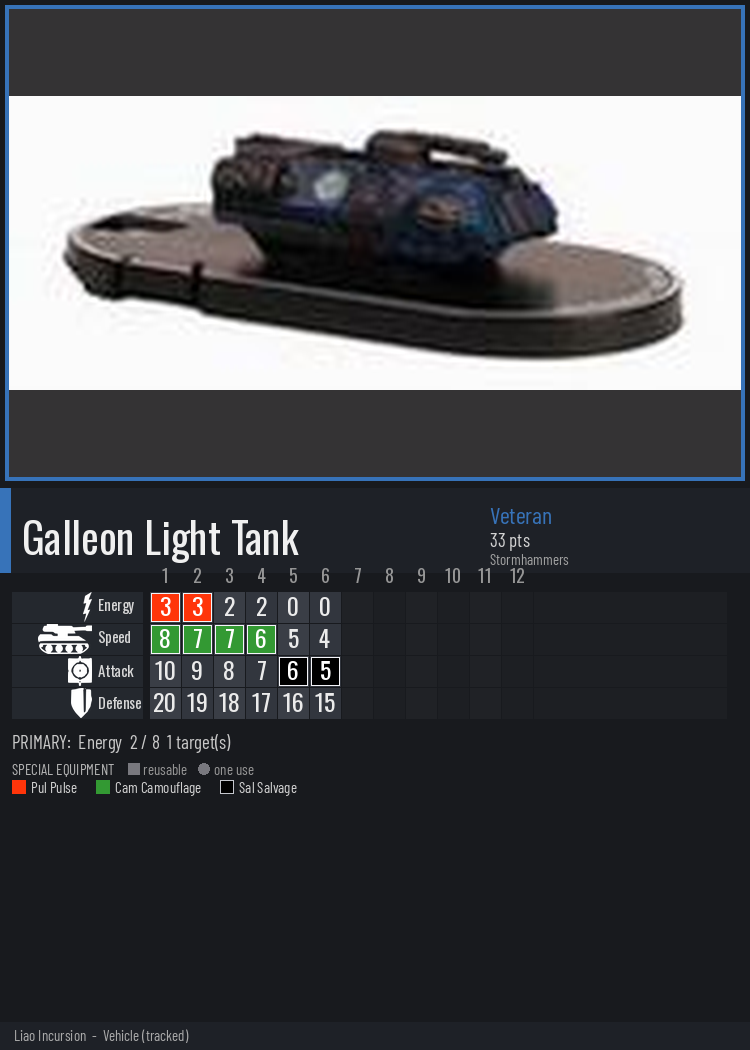 Galleon Light Tank
Veteran
33 pts
Stormhammers
1 2 3 4 5 6 7 8 9 10 11 12
Energy 3 3 2 2 0 0
Speed 8 7 7 6 5 4
Attack 10 9 8 7 6 5
Defense 20 19 18 17 16 15
PRIMARY: Energy 2 / 8 1 target(s)
SPECIAL EQUIPMENT reusable one use
Pul Pulse Cam Camouflage Sal Salvage
Liao Incursion - Vehicle (tracked)